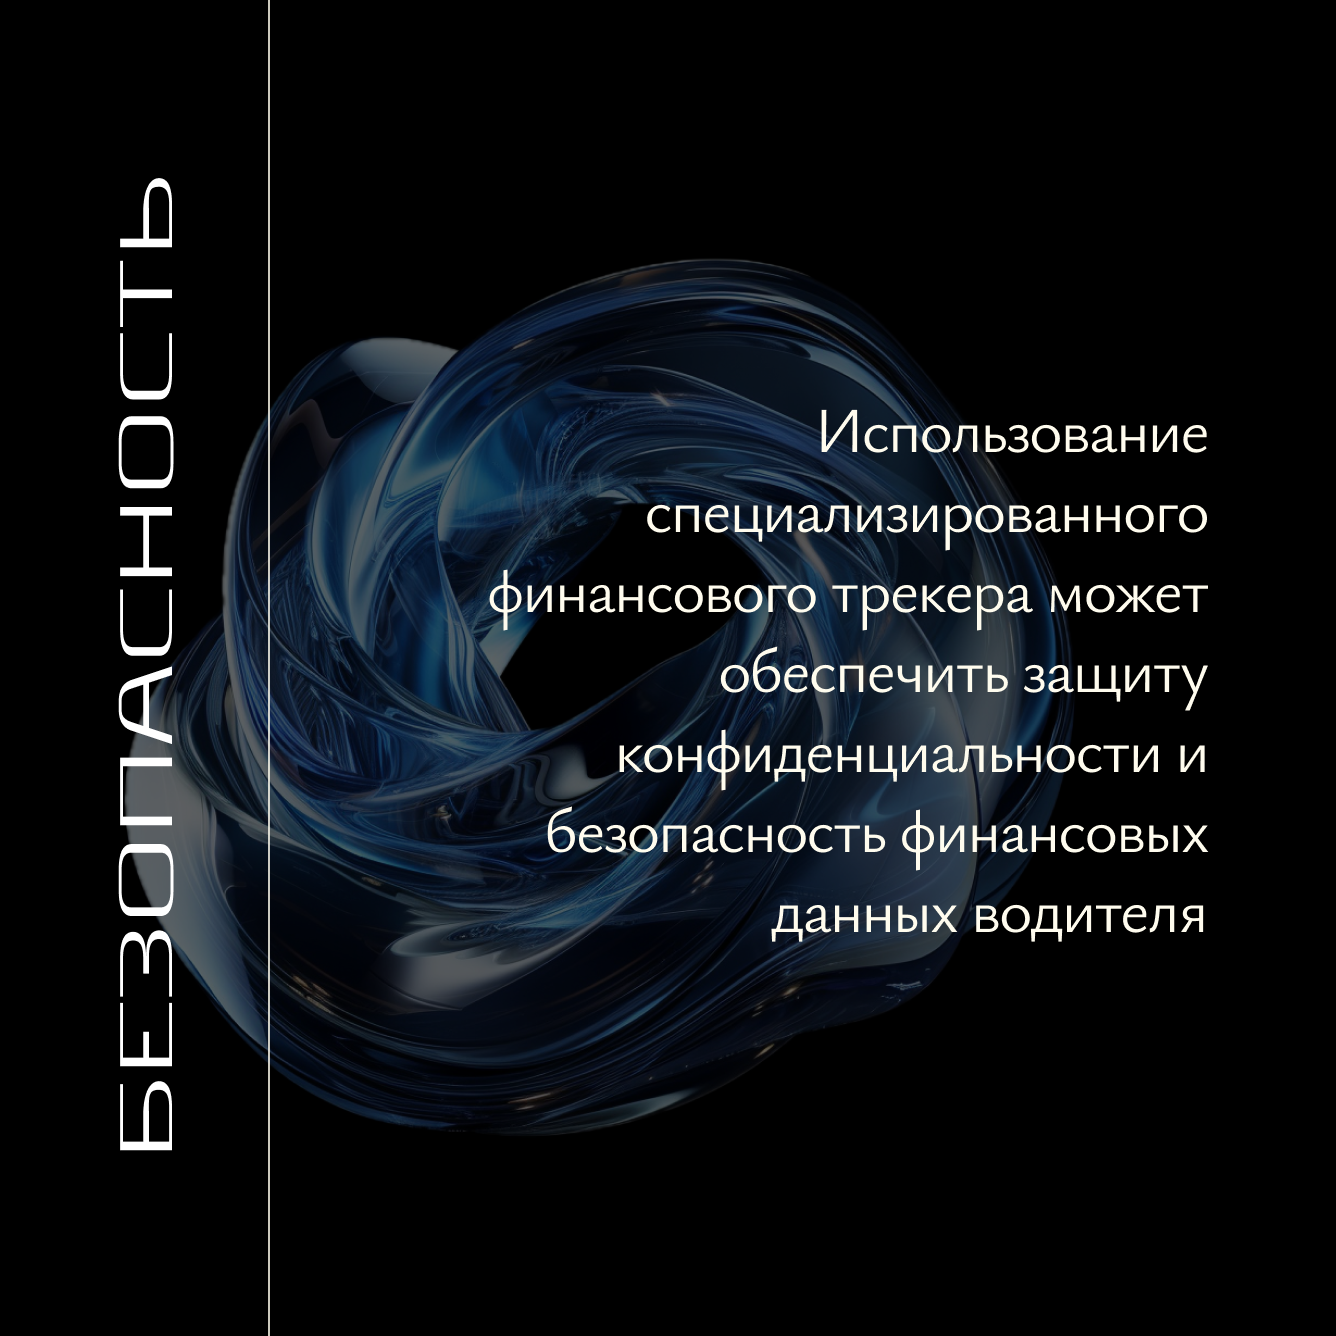 БЕЗОПАСНОСТЬ
Использование
специализированного
финансового трекера может
обеспечить защиту
конфиденциальности и
безопасность финансовых
данных водителя